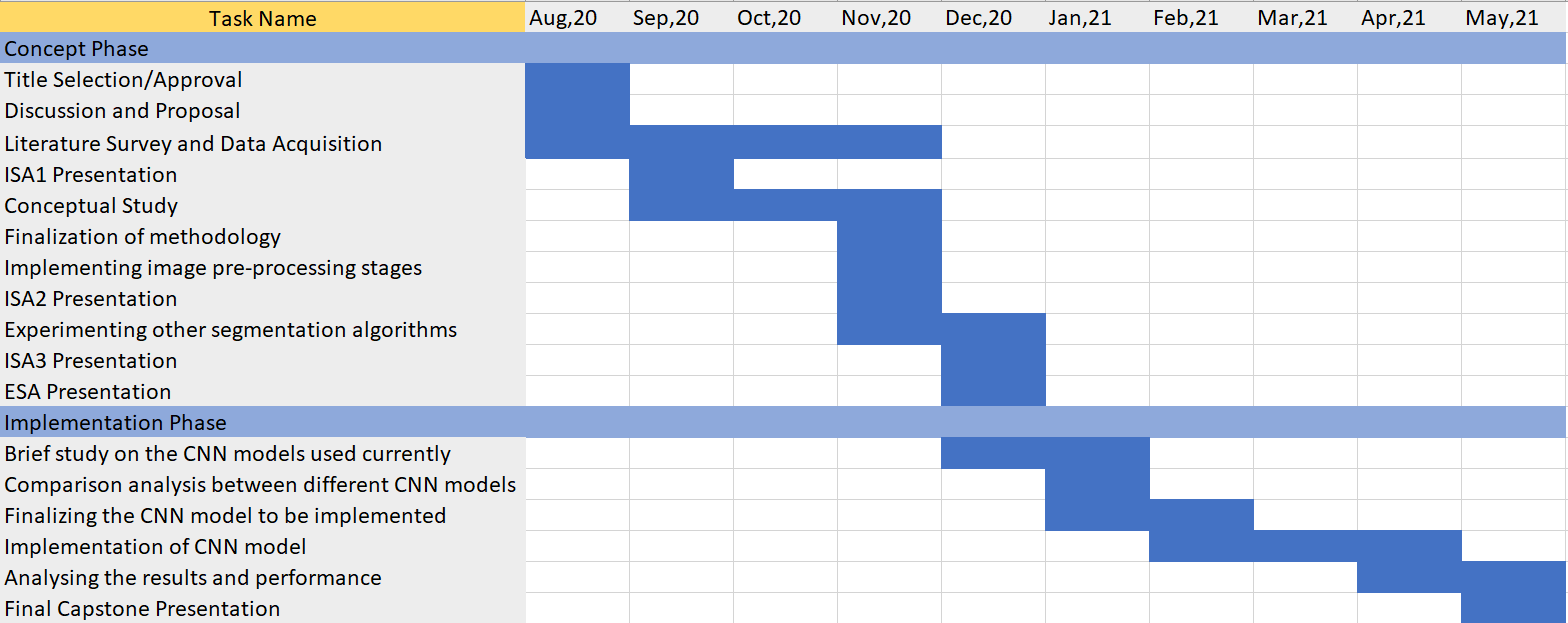 Task Name Aug,20 Sep,20 Oct,20 Nov,20 Dec,20 Jan,21 Feb,21 Mar,21 Apr,21 May,21
Concept Phase
Title Selection/Approval
Discussion and Proposal
Literature Survey and Data Acquisition
ISA1 Presentation
Conceptual Study
Finalization of methodology
Implementing image pre-processing stages
ISA2 Presentation
Experimenting other segmentation algorithms
ISA3 Presentation
ESA Presentation
Implementation Phase
Brief study on the CNN models used currently
Comparison analysis between different CNN models
Finalizing the CNN model to be implemented
Implementation of CNN model
Analysing the results and performance
Final Capstone Presentation